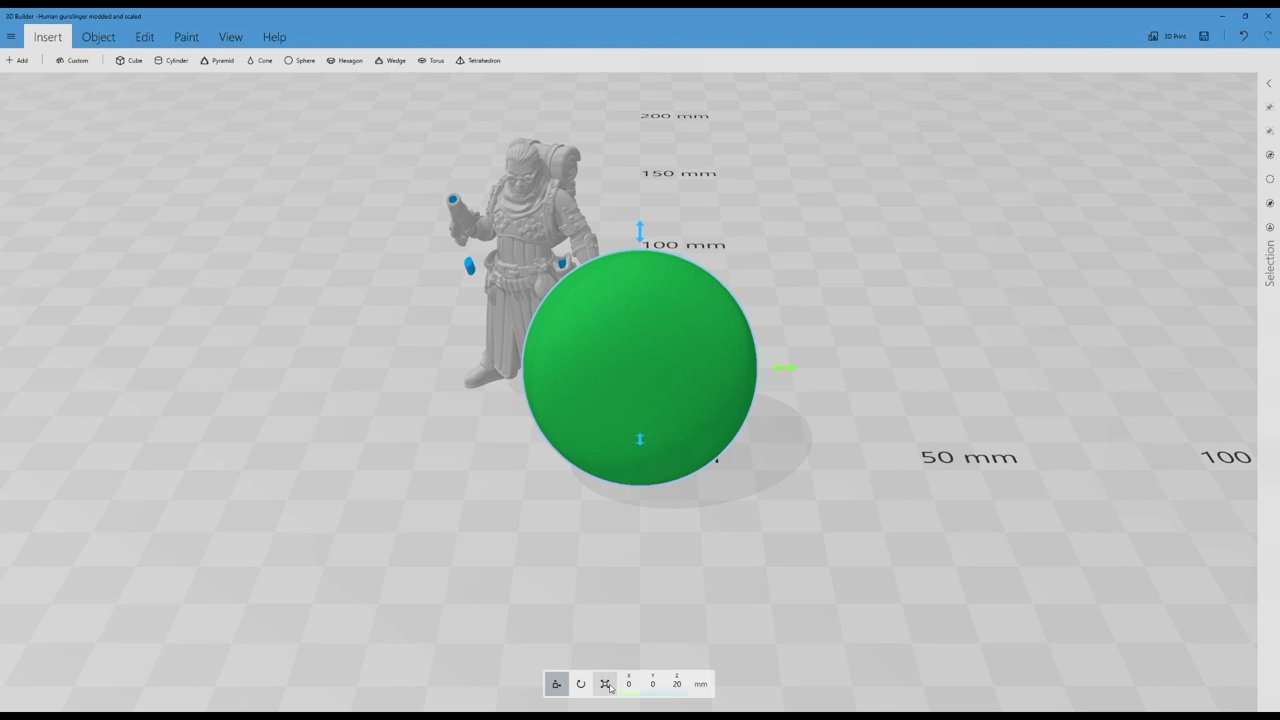 3D Builder -Human gunslinger modded and scaled
Insert Object Edit Paint View Help
3D Print
Add Custom Cube Cylinder Pyramid Cone Sphere Hexagon Wedge Torus Tetrahedron
200 mm
150 mm
100 mm
50 mm
100
Selection
X Y Z
0 0 20 mm